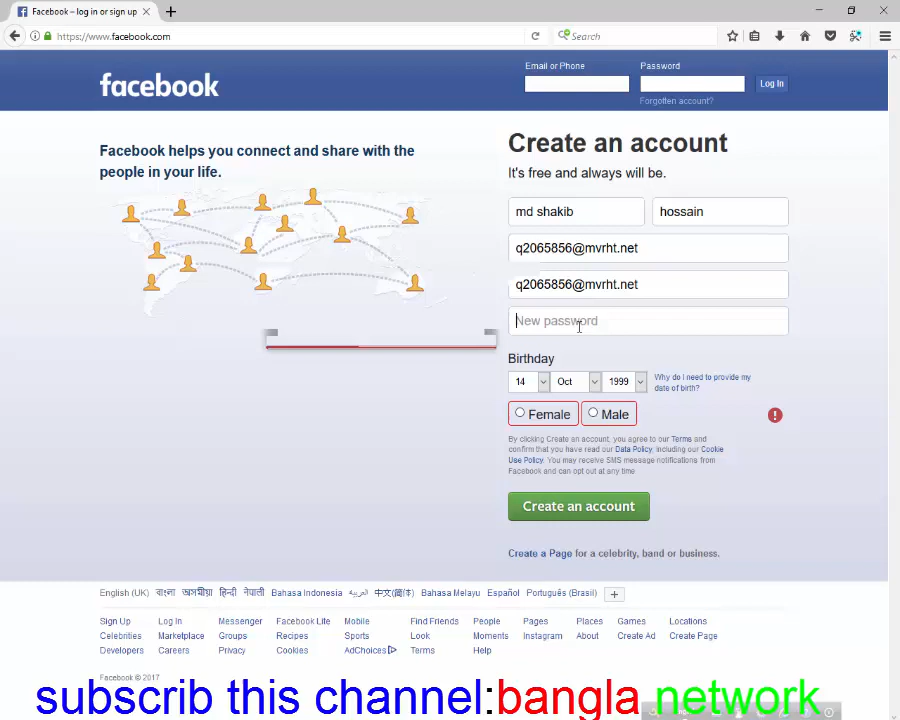 Facebook – log in or sign up
https://www.facebook.com
Search
facebook
Email or Phone
Password
Log In
Forgotten account?
Facebook helps you connect and share with the
people in your life.
Create an account
It's free and always will be.
md shakib hossain
q2065856@mvrht.net
q2065856@mvrht.net
New password
Birthday
14 Oct 1999
Why do I need to provide my
date of birth?
Female Male
By clicking Create an account, you agree to our Terms and
confirm that you have read our Data Policy, including our Cookie
Use Policy. You may receive SMS message notifications from
Facebook and can opt out at any time
Create an account
Create a Page for a celebrity, band or business.
English (UK) বাংলা অসমীয়া हिन्दी नेपाली Bahasa Indonesia العربية 中文(简体) Bahasa Melayu Español Português (Brasil)
Sign Up Log In Messenger Facebook Lite Mobile Find Friends People Pages Places Games Locations
Celebrities Marketplace Groups Recipes Sports Look Moments Instagram About Create Ad Create Page
Developers Careers Privacy Cookies AdChoices Terms Help
Facebook © 2017
subscrib this channel:bangla network